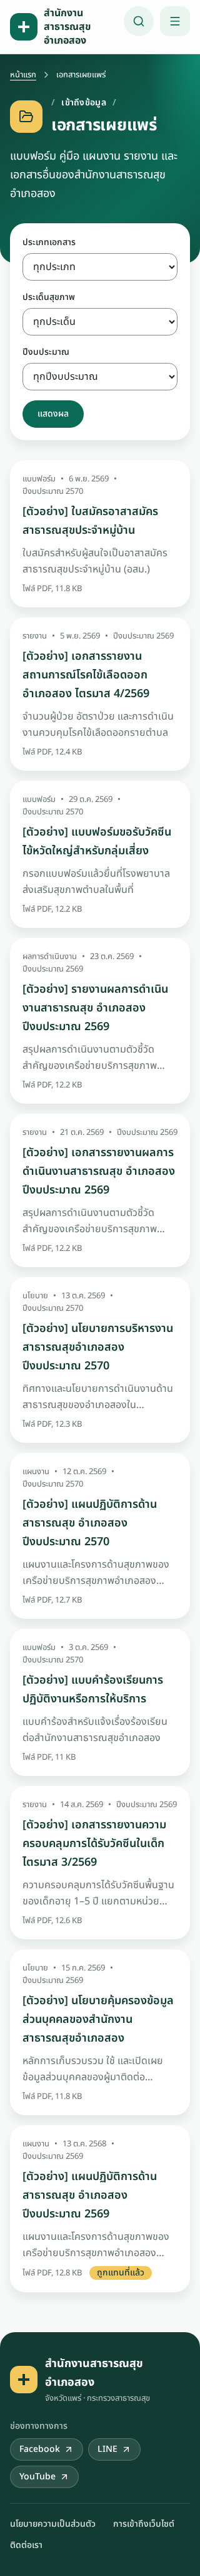 สำนักงาน
สาธารณสุข
อำเภอสอง
หน้าแรก > เอกสารเผยแพร่
/ เข้าถึงข้อมูล /
เอกสารเผยแพร่
แบบฟอร์ม คู่มือ แผนงาน รายงาน และ
เอกสารสื่อนของสำนักงานสาธารณสุข
อำเภอสอง
ประเภทเอกสาร
ทุกประเภท
ประเด็นสุขภาพ
ทุกประเด็น
ปีงบประมาณ
ทุกปีงบประมาณ
แสดงผล
แบบฟอร์ม • 6 พ.ย. 2569 •
ปีงบประมาณ 2570
[ตัวอย่าง] ใบสมัครอาสาสมัคร
สาธารณสุขประจำหมู่บ้าน
ใบสมัครสำหรับผู้สนใจเป็นอาสาสมัคร
สาธารณสุขประจำหมู่บ้าน (อสม.)
ไฟล์ PDF, 11.8 KB
รายงาน • 5 พ.ย. 2569 • ปีงบประมาณ 2569
[ตัวอย่าง] เอกสารรายงาน
สถานการณ์โรคไข้เลือดออก
อำเภอสอง ไตรมาส 4/2569
จำนวนผู้ป่วย อัตราป่วย และการดำเนิน
งานควบคุมโรคไข้เลือดออกรายตำบล
ไฟล์ PDF, 12.4 KB
แบบฟอร์ม • 29 ต.ค. 2569 •
ปีงบประมาณ 2570
[ตัวอย่าง] แบบฟอร์มขอรับวัคซีน
ไข้หวัดใหญ่สำหรับกลุ่มเสี่ยง
กรอกแบบฟอร์มแล้วยื่นที่โรงพยาบาล
ส่งเสริมสุขภาพตำบลในพื้นที่
ไฟล์ PDF, 12.2 KB
ผลการดำเนินงาน • 23 ต.ค. 2569 •
ปีงบประมาณ 2569
[ตัวอย่าง] รายงานผลการดำเนิน
งานสาธารณสุข อำเภอสอง
ปีงบประมาณ 2569
สรุปผลการดำเนินงานตามตัวชี้วัด
สำคัญของเครือข่ายบริการสุขภาพ…
ไฟล์ PDF, 12.2 KB
รายงาน • 21 ต.ค. 2569 • ปีงบประมาณ 2569
[ตัวอย่าง] เอกสารรายงานผลการ
ดำเนินงานสาธารณสุข อำเภอสอง
ปีงบประมาณ 2569
สรุปผลการดำเนินงานตามตัวชี้วัด
สำคัญของเครือข่ายบริการสุขภาพ…
ไฟล์ PDF, 12.2 KB
นโยบาย • 13 ต.ค. 2569 •
ปีงบประมาณ 2570
[ตัวอย่าง] นโยบายการบริหารงาน
สาธารณสุขอำเภอสอง
ปีงบประมาณ 2570
ทิศทางและนโยบายการดำเนินงานด้าน
สาธารณสุขของอำเภอสองใน…
ไฟล์ PDF, 12.3 KB
แผนงาน • 12 ต.ค. 2569 •
ปีงบประมาณ 2570
[ตัวอย่าง] แผนปฏิบัติการด้าน
สาธารณสุข อำเภอสอง
ปีงบประมาณ 2570
แผนงานและโครงการด้านสุขภาพของ
เครือข่ายบริการสุขภาพอำเภอสอง…
ไฟล์ PDF, 12.7 KB
แบบฟอร์ม • 3 ต.ค. 2569 •
ปีงบประมาณ 2570
[ตัวอย่าง] แบบคำร้องเรียนการ
ปฏิบัติงานหรือการให้บริการ
แบบคำร้องสำหรับแจ้งเรื่องร้องเรียน
ต่อสำนักงานสาธารณสุขอำเภอสอง
ไฟล์ PDF, 11 KB
รายงาน • 14 ส.ค. 2569 • ปีงบประมาณ 2569
[ตัวอย่าง] เอกสารรายงานความ
ครอบคลุมการได้รับวัคซีนในเด็ก
ไตรมาส 3/2569
ความครอบคลุมการได้รับวัคซีนพื้นฐาน
ของเด็กอายุ 1–5 ปี แยกตามหน่วย…
ไฟล์ PDF, 12.6 KB
นโยบาย • 15 ก.ค. 2569 •
ปีงบประมาณ 2569
[ตัวอย่าง] นโยบายคุ้มครองข้อมูล
ส่วนบุคคลของสำนักงาน
สาธารณสุขอำเภอสอง
หลักการเก็บรวบรวม ใช้ และเปิดเผย
ข้อมูลส่วนบุคคลของผู้มาติดต่อ…
ไฟล์ PDF, 11.8 KB
แผนงาน • 13 ต.ค. 2568 •
ปีงบประมาณ 2569
[ตัวอย่าง] แผนปฏิบัติการด้าน
สาธารณสุข อำเภอสอง
ปีงบประมาณ 2569
แผนงานและโครงการด้านสุขภาพของ
เครือข่ายบริการสุขภาพอำเภอสอง…
ไฟล์ PDF, 12.8 KB ถูกแทนที่แล้ว
สำนักงานสาธารณสุข
อำเภอสอง
จังหวัดแพร่ · กระทรวงสาธารณสุข
ช่องทางทางการ
Facebook LINE
YouTube
นโยบายความเป็นส่วนตัว การเข้าถึงเว็บไซต์
ติดต่อเรา